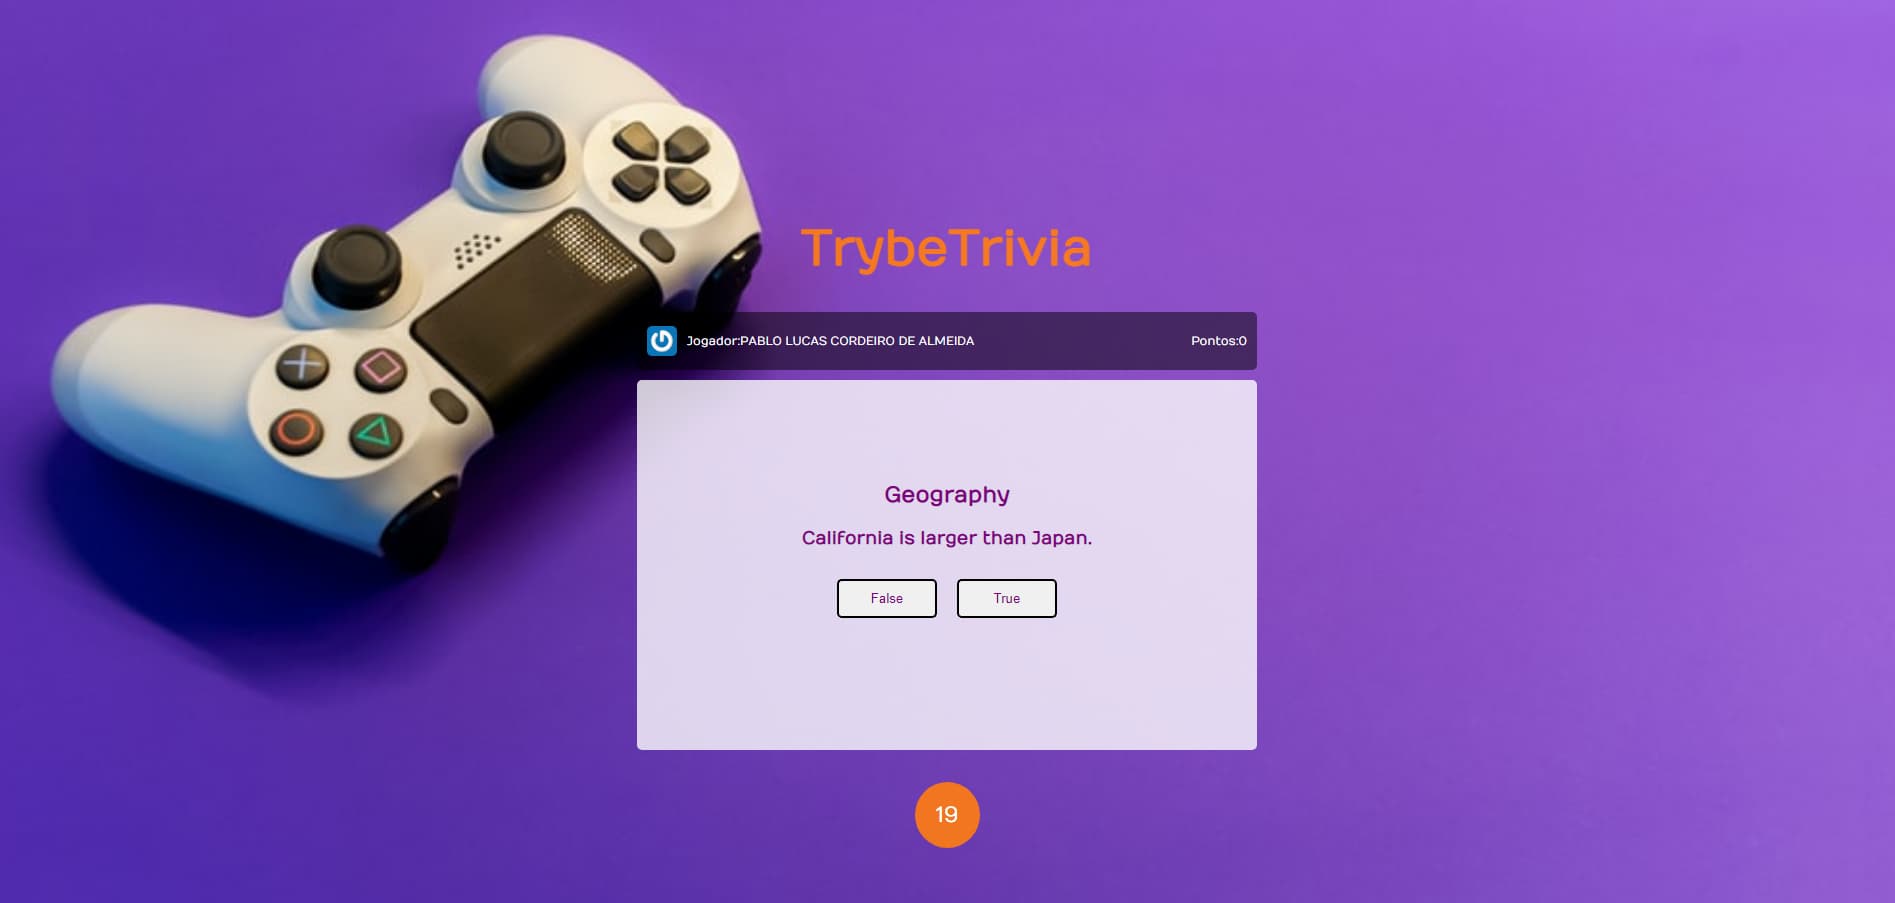 TrybeTrivia
Jogador:PABLO LUCAS CORDEIRO DE ALMEIDA Pontos:0
Geography
California is larger than Japan.
False True
19